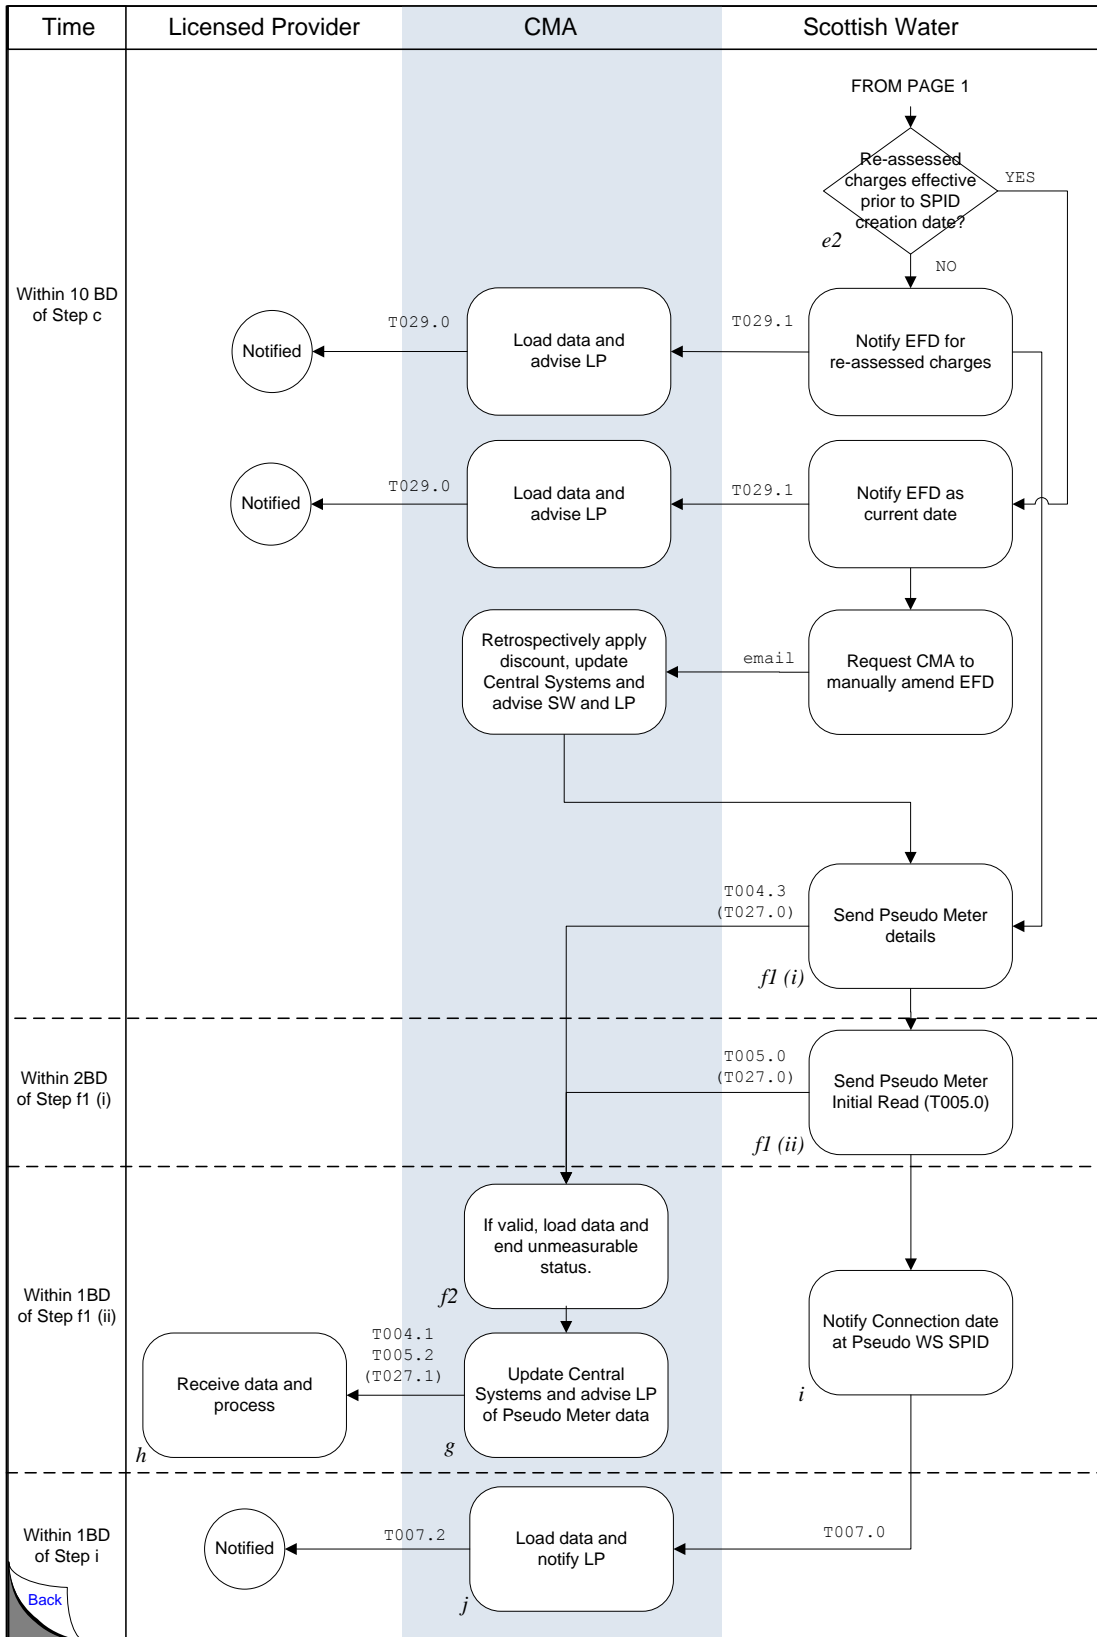 Time
Licensed Provider
CMA
Scottish Water
FROM PAGE 1
Re-assessed
charges effective
prior to SPID
creation date?
YES
e2
NO
Within 10 BD
of Step c
Notified
T029.0
Load data and
advise LP
T029.1
Notify EFD for
re-assessed charges
Notified
T029.0
Load data and
advise LP
T029.1
Notify EFD as
current date
Retrospectively apply
discount, update
Central Systems and
advise SW and LP
email
Request CMA to
manually amend EFD
T004.3
(T027.0)
Send Pseudo Meter
details
f1 (i)
Within 2BD
of Step f1 (i)
T005.0
(T027.0)
Send Pseudo Meter
Initial Read (T005.0)
f1 (ii)
Within 1BD
of Step f1 (ii)
If valid, load data and
end unmeasurable
status.
f2
Notify Connection date
at Pseudo WS SPID
i
Receive data and
process
h
T004.1
T005.2
(T027.1)
Update Central
Systems and advise LP
of Pseudo Meter data
g
Within 1BD
of Step i
Notified
T007.2
Load data and
notify LP
j
T007.0
Back